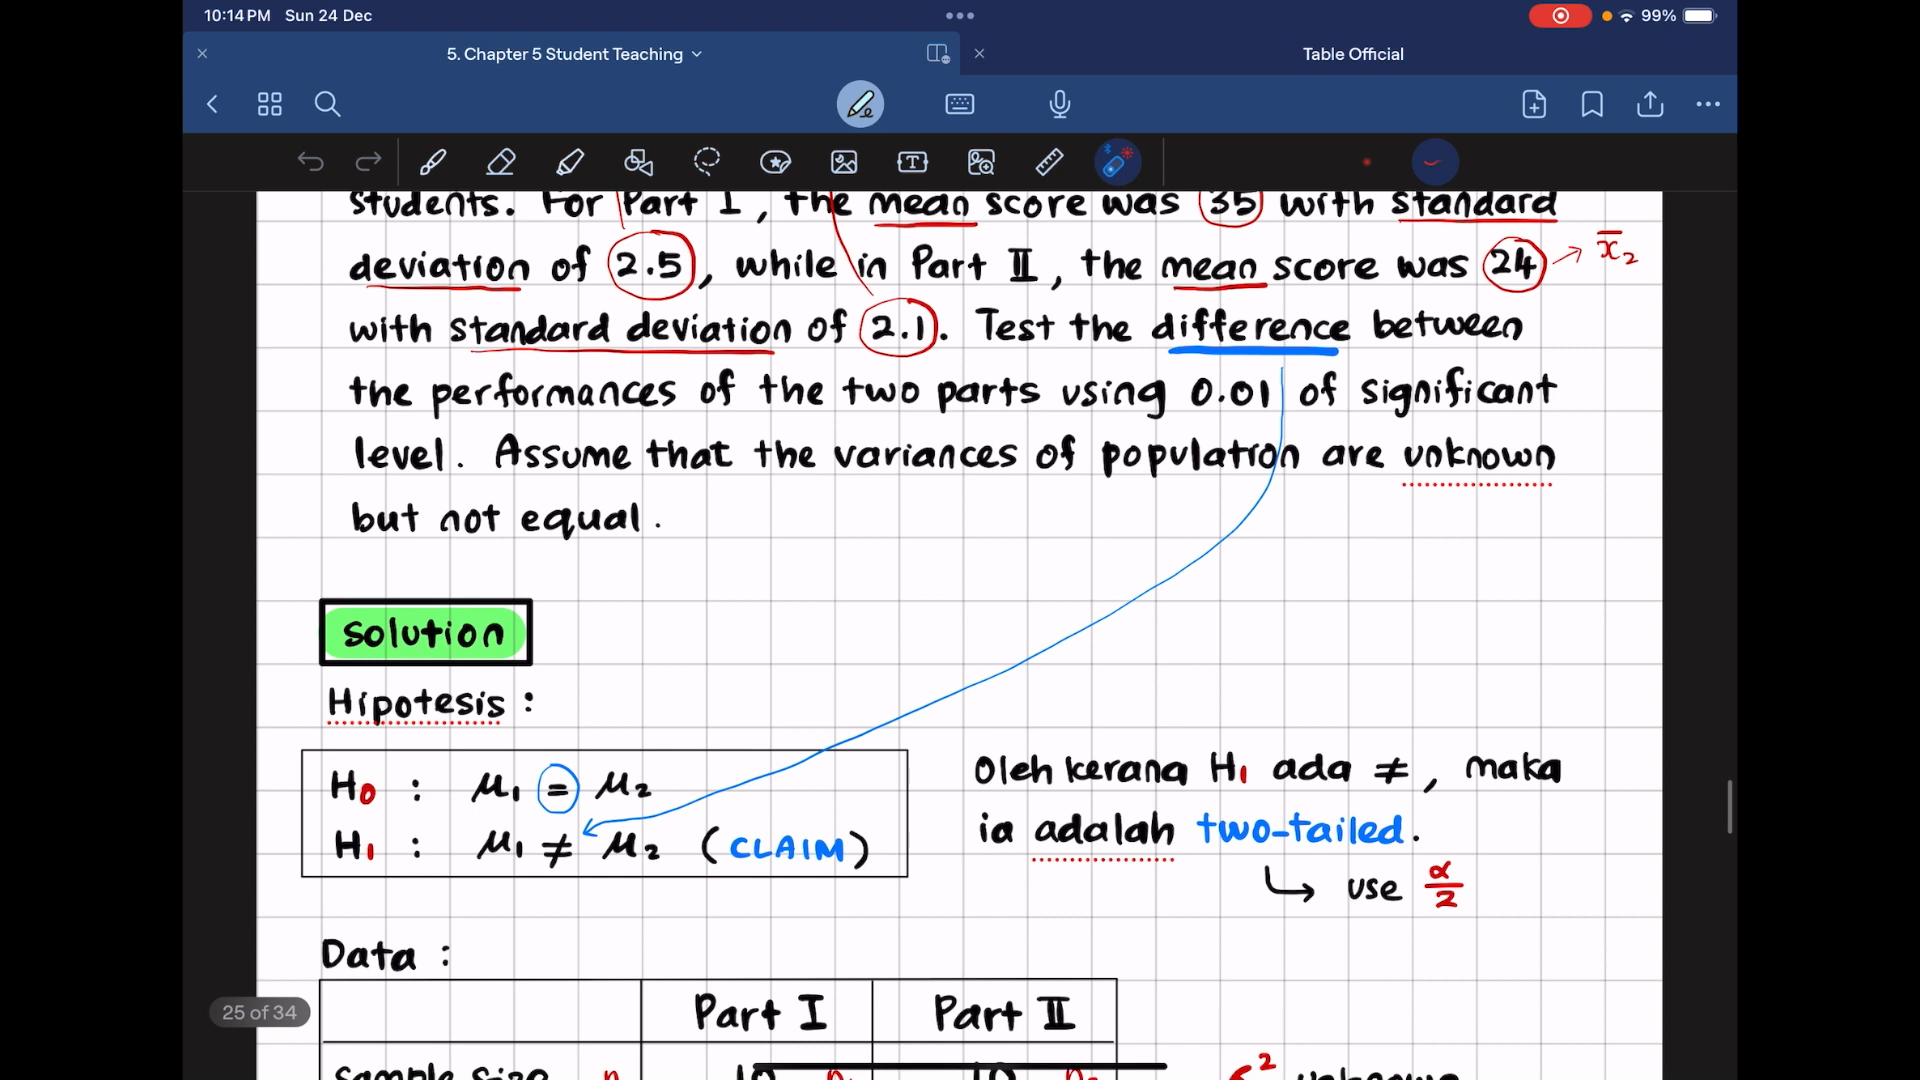 10:14 PM Sun 24 Dec
99%
5. Chapter 5 Student Teaching
Table Official
students. For Part I, the mean score was 35 with standard
deviation of 2.5, while in Part II, the mean score was 24 → x̄₂
with standard deviation of 2.1. Test the difference between
the performances of the two parts using 0.01 of significant
level. Assume that the variances of population are unknown
but not equal.
Solution
Hipotesis :
H₀ : μ₁ = μ₂
H₁ : μ₁ ≠ μ₂ (CLAIM)
Oleh kerana H₁ ada ≠, maka
ia adalah two-tailed.
↳ use α/2
Data :
Part I Part II
25 of 34
sample size
10 10
unknown